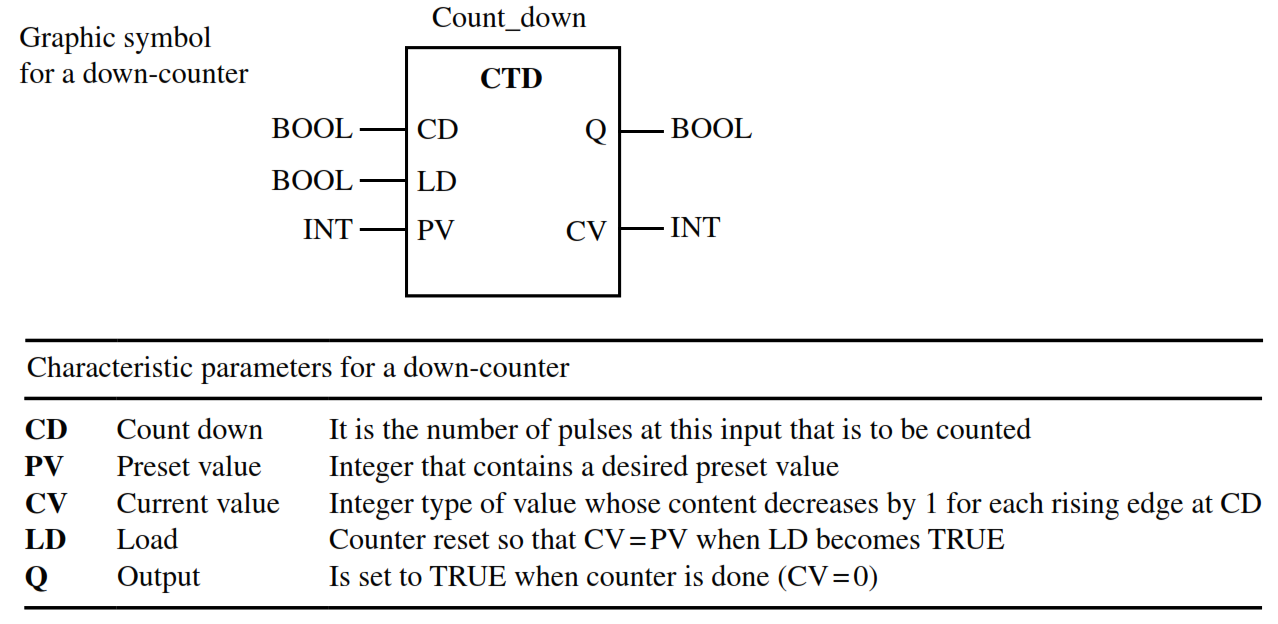 Count_down
Graphic symbol
for a down-counter
CTD
BOOL CD Q BOOL
BOOL LD
INT PV CV INT
Characteristic parameters for a down-counter
CD Count down It is the number of pulses at this input that is to be counted
PV Preset value Integer that contains a desired preset value
CV Current value Integer type of value whose content decreases by 1 for each rising edge at CD
LD Load Counter reset so that CV=PV when LD becomes TRUE
Q Output Is set to TRUE when counter is done (CV=0)